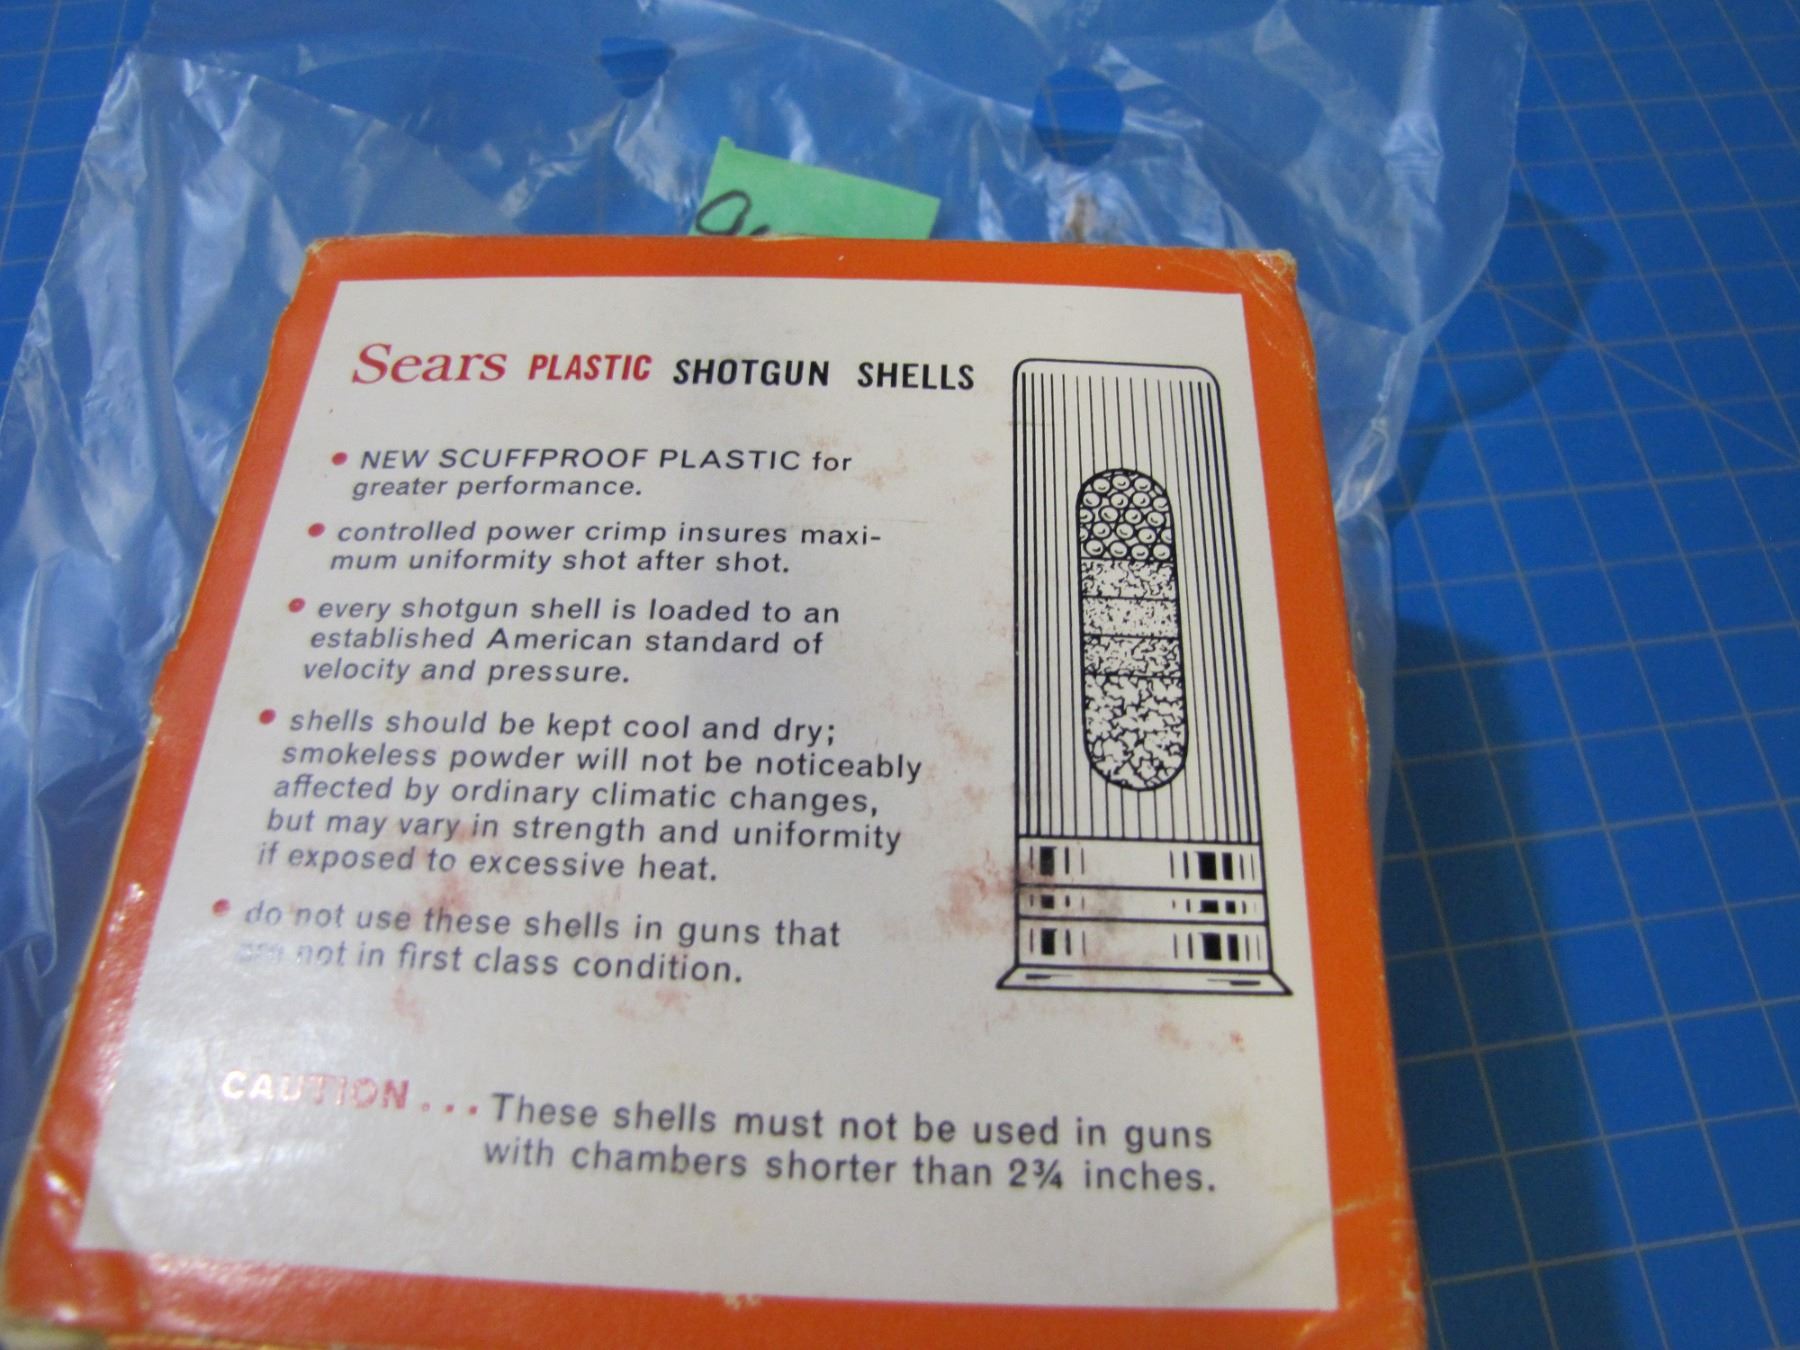 Sears PLASTIC SHOTGUN SHELLS
• NEW SCUFFPROOF PLASTIC for
greater performance.
• controlled power crimp insures maxi-
mum uniformity shot after shot.
• every shotgun shell is loaded to an
established American standard of
velocity and pressure.
• shells should be kept cool and dry;
smokeless powder will not be noticeably
affected by ordinary climatic changes,
but may vary in strength and uniformity
if exposed to excessive heat.
• do not use these shells in guns that
are not in first class condition.
CAUTION... These shells must not be used in guns
with chambers shorter than 2¾ inches.